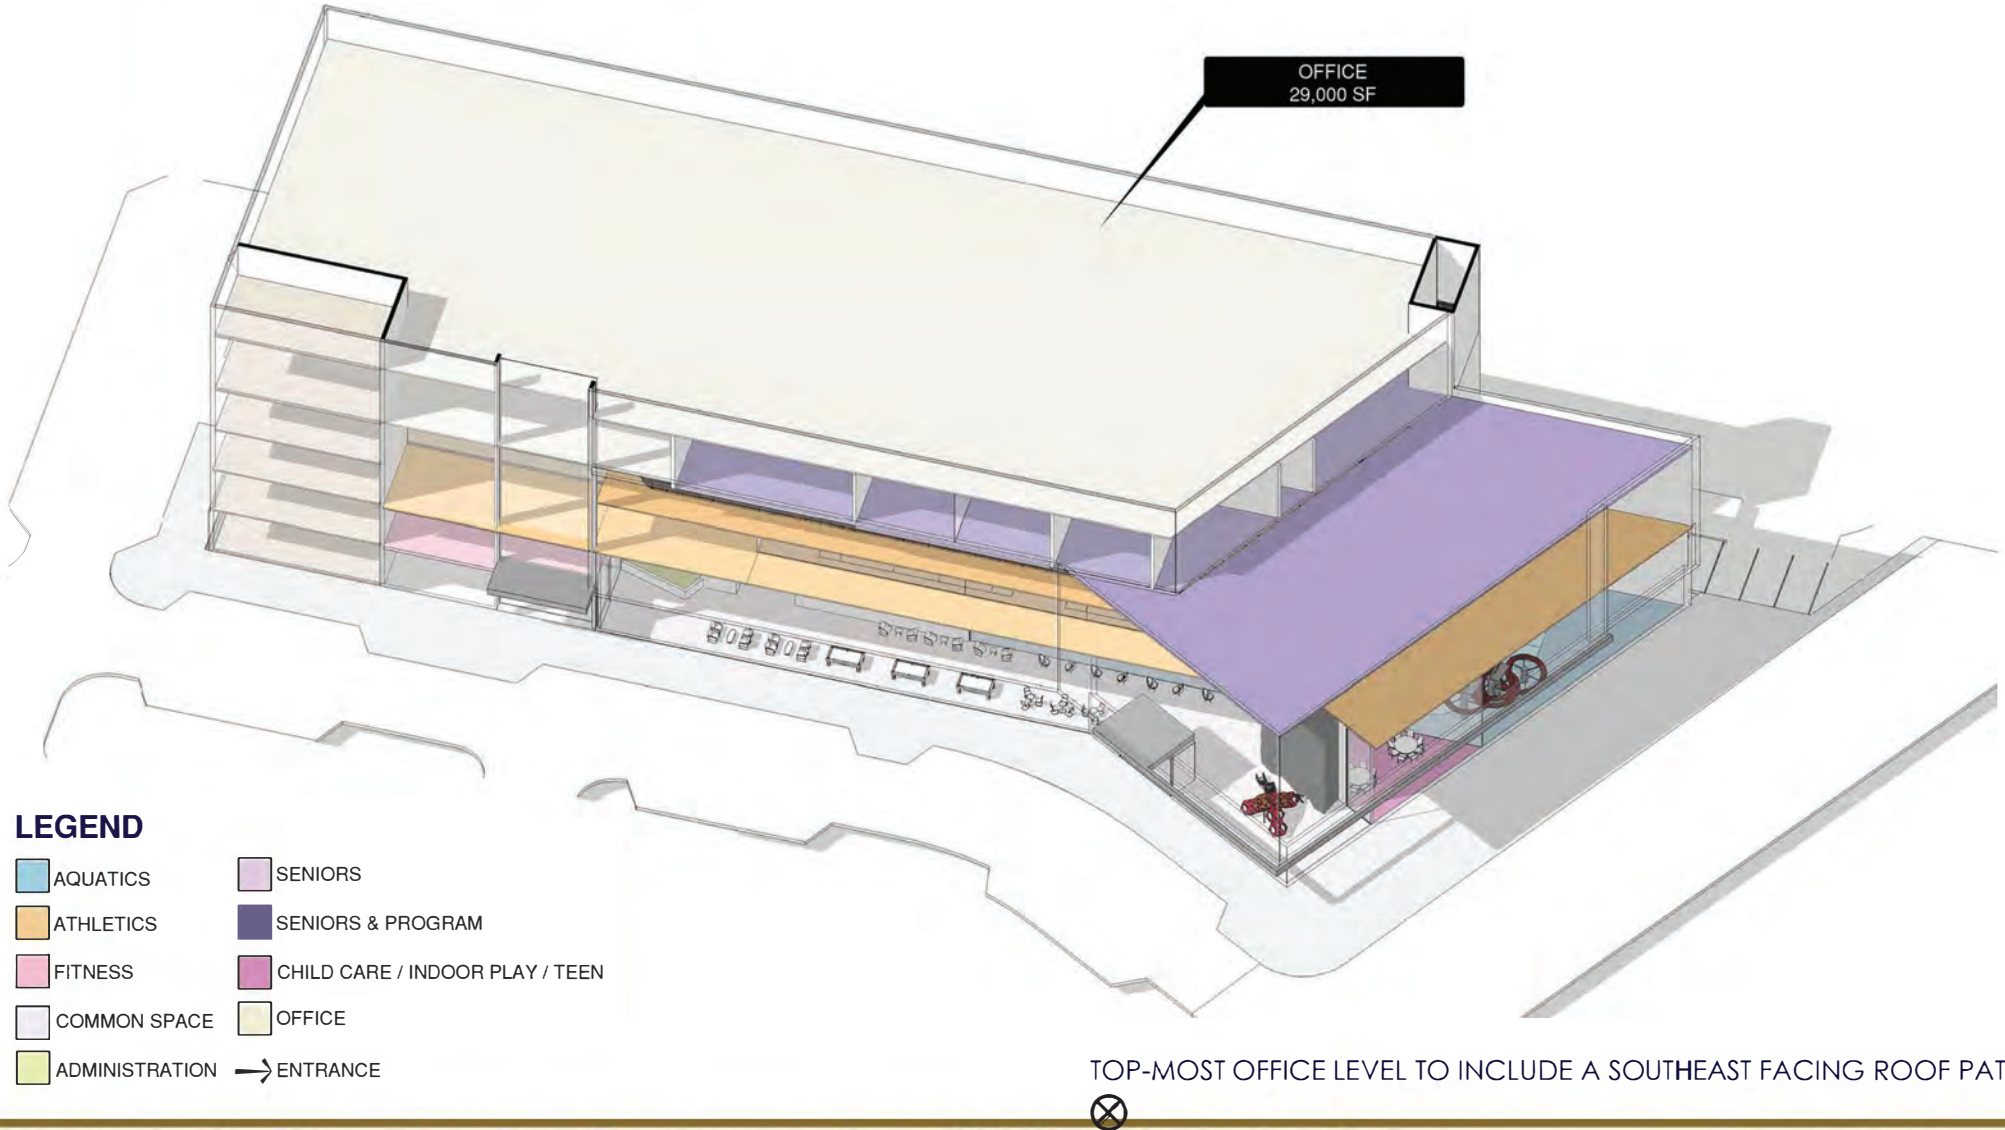 OFFICE
29,000 SF
LEGEND
AQUATICS
SENIORS
ATHLETICS
SENIORS & PROGRAM
FITNESS
CHILD CARE / INDOOR PLAY / TEEN
COMMON SPACE
OFFICE
ADMINISTRATION
ENTRANCE
TOP-MOST OFFICE LEVEL TO INCLUDE A SOUTHEAST FACING ROOF PAT